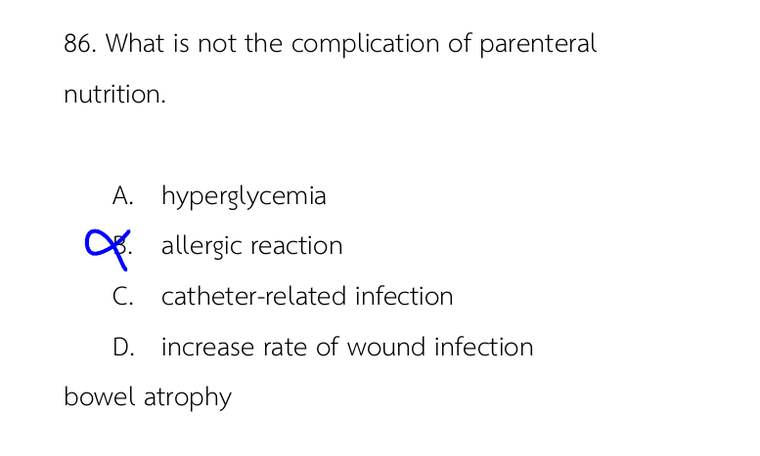 86. What is not the complication of parenteral
nutrition.
A. hyperglycemia
B. allergic reaction
C. catheter-related infection
D. increase rate of wound infection
bowel atrophy